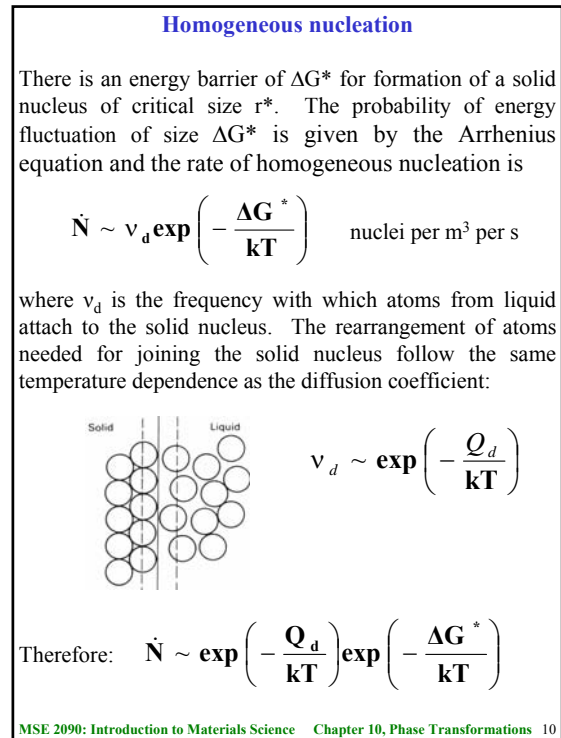 Homogeneous nucleation
There is an energy barrier of ΔG* for formation of a solid
nucleus of critical size r*. The probability of energy
fluctuation of size ΔG* is given by the Arrhenius
equation and the rate of homogeneous nucleation is
Ṅ ~ ν_d exp(− ΔG* / kT) nuclei per m³ per s
where ν_d is the frequency with which atoms from liquid
attach to the solid nucleus. The rearrangement of atoms
needed for joining the solid nucleus follow the same
temperature dependence as the diffusion coefficient:
Solid Liquid
ν_d ~ exp(− Q_d / kT)
Therefore: Ṅ ~ exp(− Q_d / kT) exp(− ΔG* / kT)
MSE 2090: Introduction to Materials Science Chapter 10, Phase Transformations 10